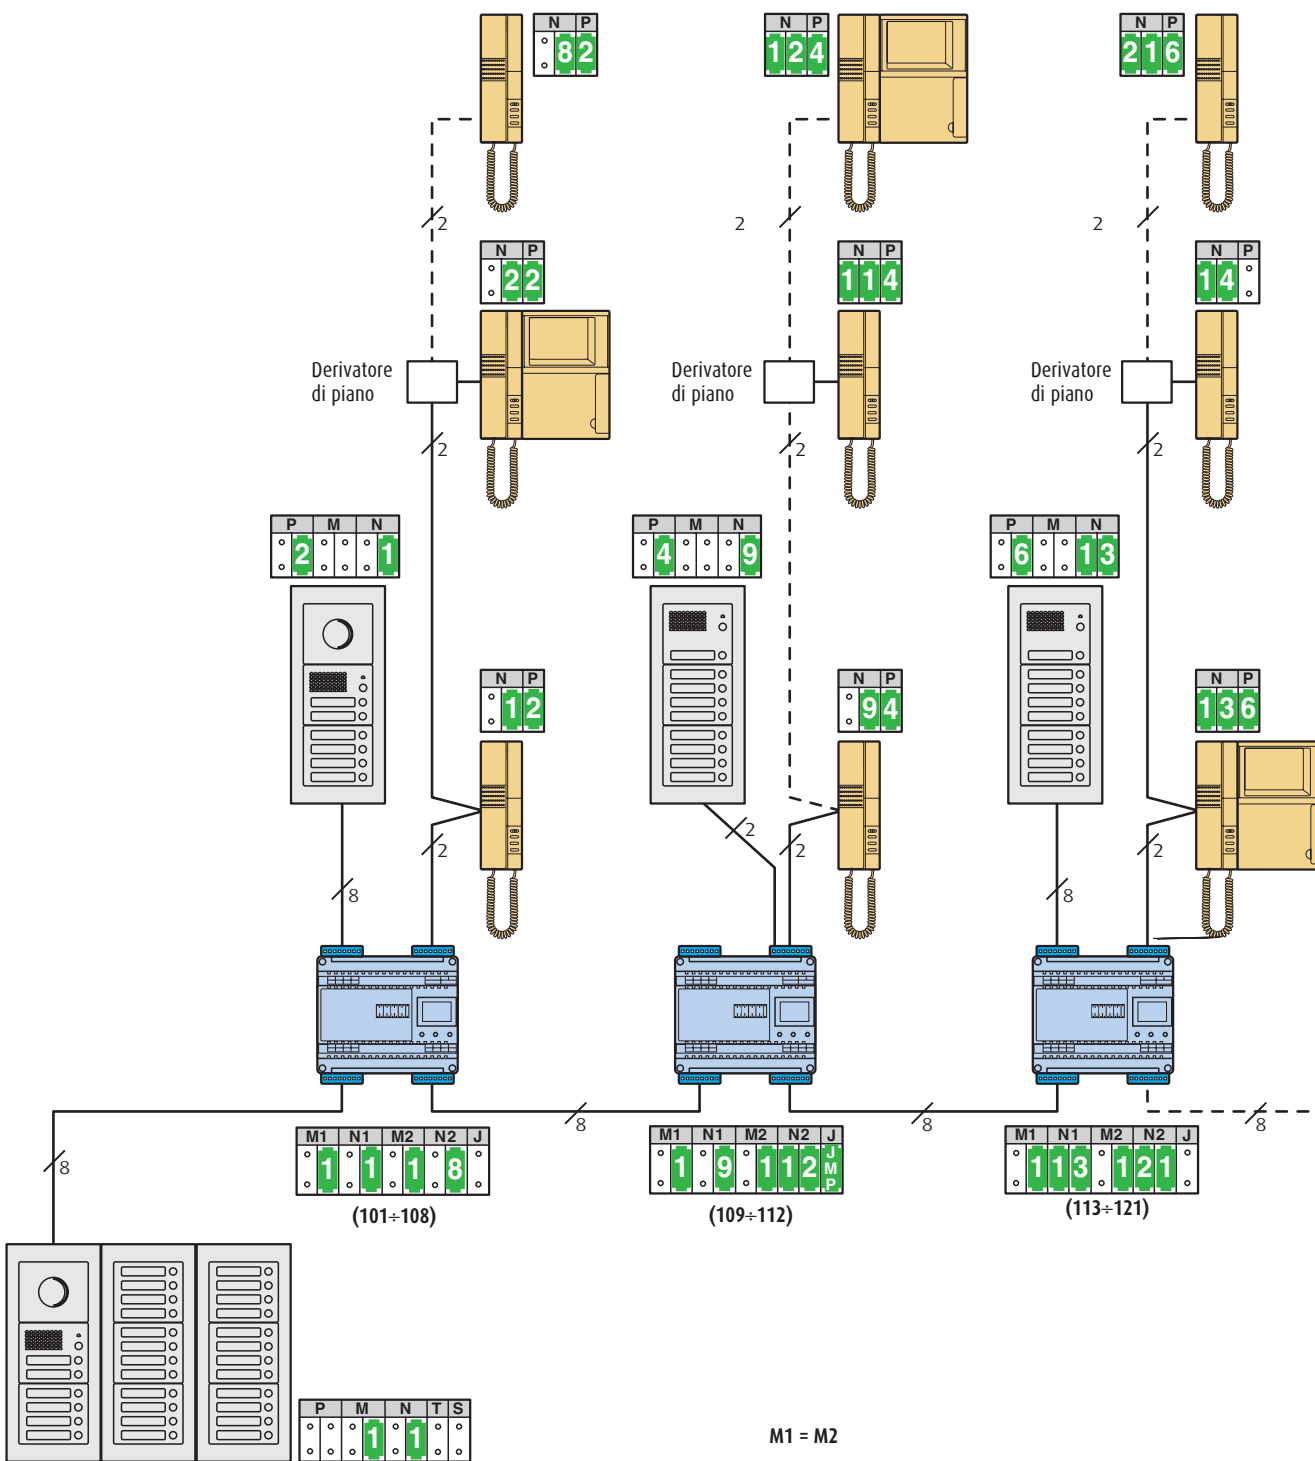 N P
8 2
N P
1 2 4
N P
2 1 6
2
2
2
N P
2 2
N P
1 1 4
N P
1 4
Derivatore
di piano
Derivatore
di piano
Derivatore
di piano
2
2
2
P M N
2 1
P M N
4 9
P M N
6 1 3
N P
1 2
N P
9 4
N P
1 3 6
2
2
2
8
8
8
8
8
M1 N1 M2 N2 J
1 1 1 8
(101÷108)
M1 N1 M2 N2 J
1 9 1 1 2 J M P
(109÷112)
M1 N1 M2 N2 J
1 1 3 1 2 1
(113÷121)
8
P M N T S
1 1
M1 = M2